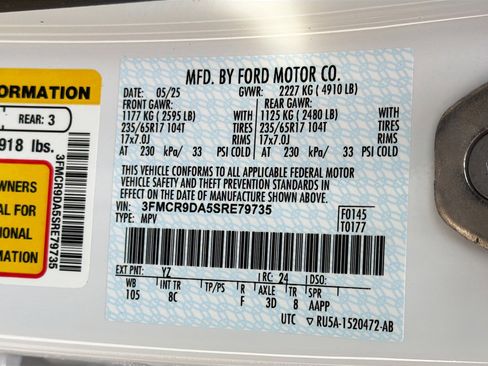 FORMATION
REAR: 3
918 lbs.
OWNERS
AL FOR
TIONAL
3FMCR9DA5SRE79735
MFD. BY FORD MOTOR CO.
DATE: 05/25 GVWR: 2227 KG ( 4910 LB)
FRONT GAWR: REAR GAWR:
1177 KG ( 2595 LB) WITH 1125 KG ( 2480 LB) WITH
235/65R17 104T TIRES 235/65R17 104T TIRES
17x7.0J RIMS 17x7.0J RIMS
AT 230 kPa/ 33 PSI COLD AT 230 kPa/ 33 PSI COLD
THIS VEHICLE CONFORMS TO ALL APPLICABLE FEDERAL MOTOR
VEHICLE SAFETY AND THEFT PREVENTION STANDARDS IN
EFFECT ON THE DATE OF MANUFACTURE SHOWN ABOVE.
VIN: 3FMCR9DA5SRE79735 F0145
TYPE: MPV T0177
EXT PNT: YZ RC: 24 DSO:
WB INT TR TP/PS R AXLE TR SPR
105 8C F 3D 8 AAPP
UTC ▽ RU5A-1520472-AB